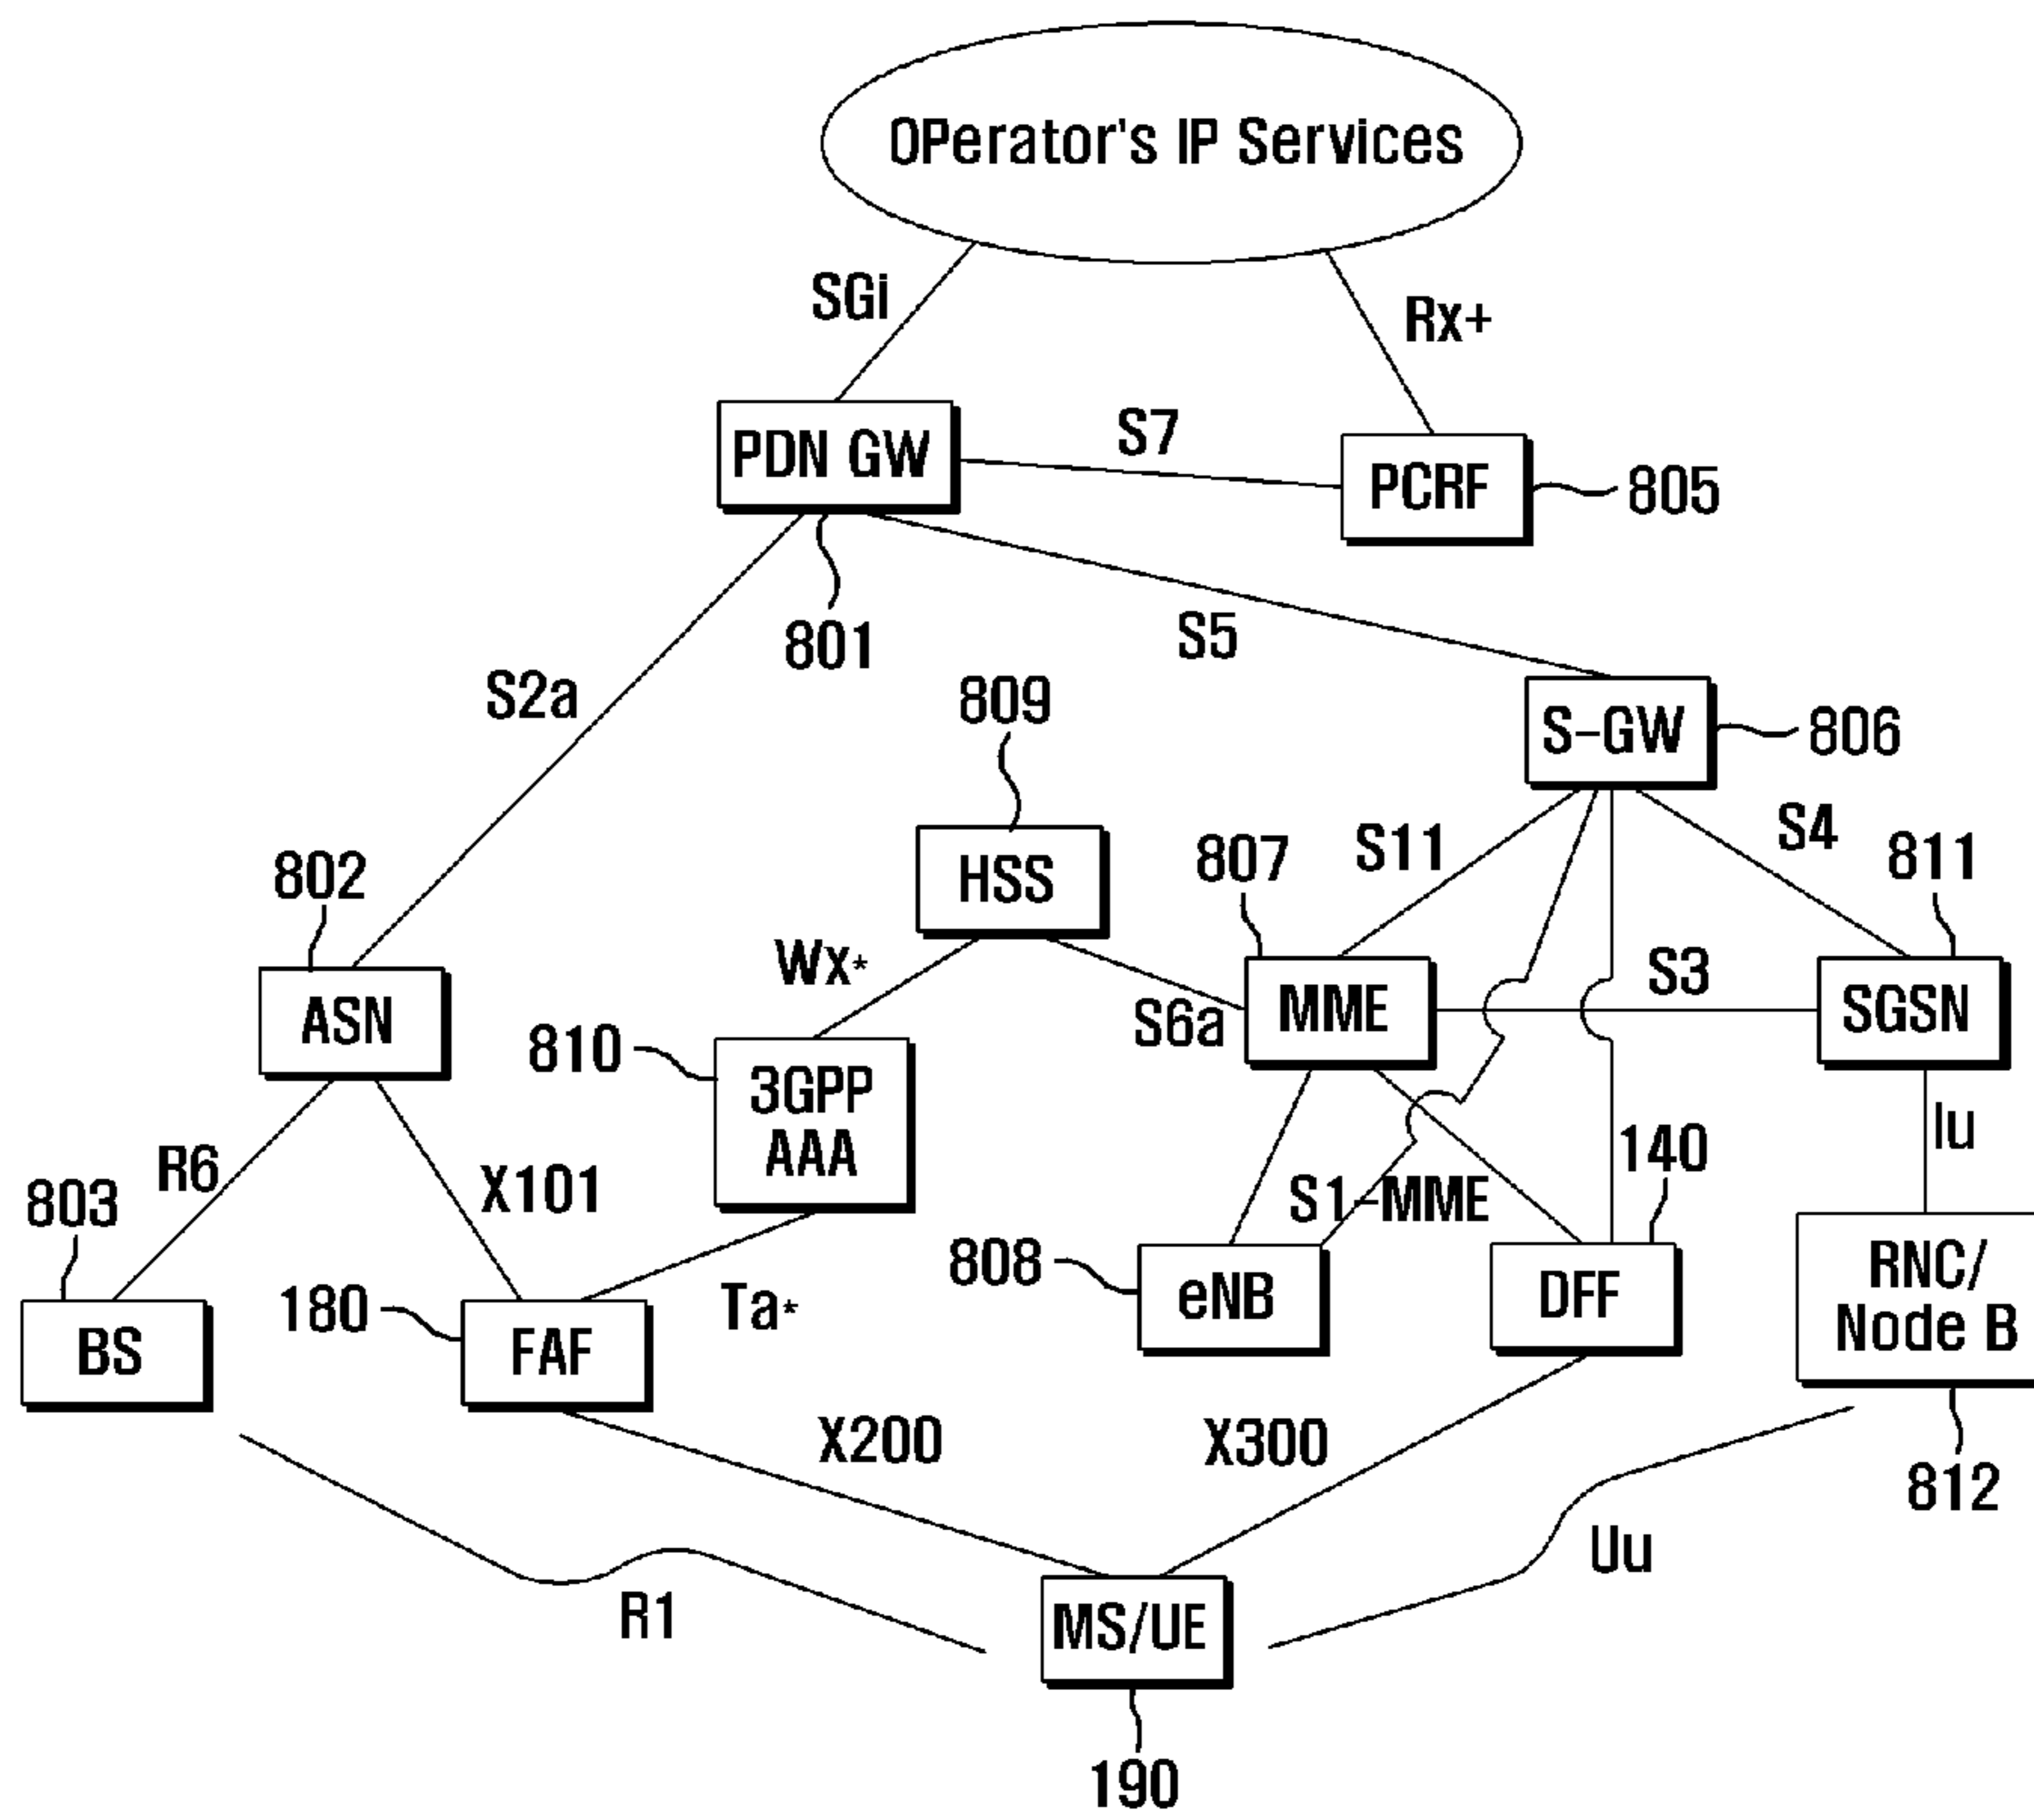 OPerator's IP Services
SGi
Rx+
PDN GW
S7
PCRF
805
801
S5
S2a
809
S-GW
806
HSS
807
S11
S4
811
802
Wx*
S6a
MME
S3
SGSN
ASN
810
3GPP
AAA
R6
X101
803
S1-MME
140
Iu
808
eNB
DFF
RNC/
Node B
180
Ta*
BS
FAF
X200
X300
812
R1
Uu
MS/UE
190